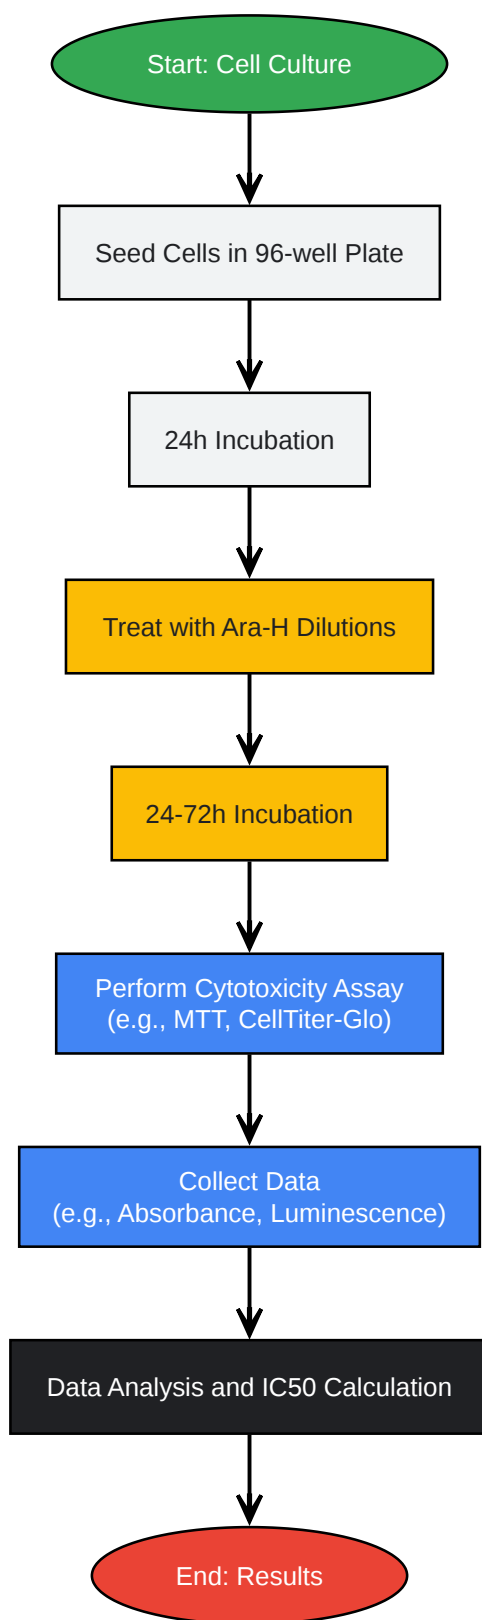 Start: Cell Culture
Seed Cells in 96-well Plate
24h Incubation
Treat with Ara-H Dilutions
24-72h Incubation
Perform Cytotoxicity Assay
(e.g., MTT, CellTiter-Glo)
Collect Data
(e.g., Absorbance, Luminescence)
Data Analysis and IC50 Calculation
End: Results